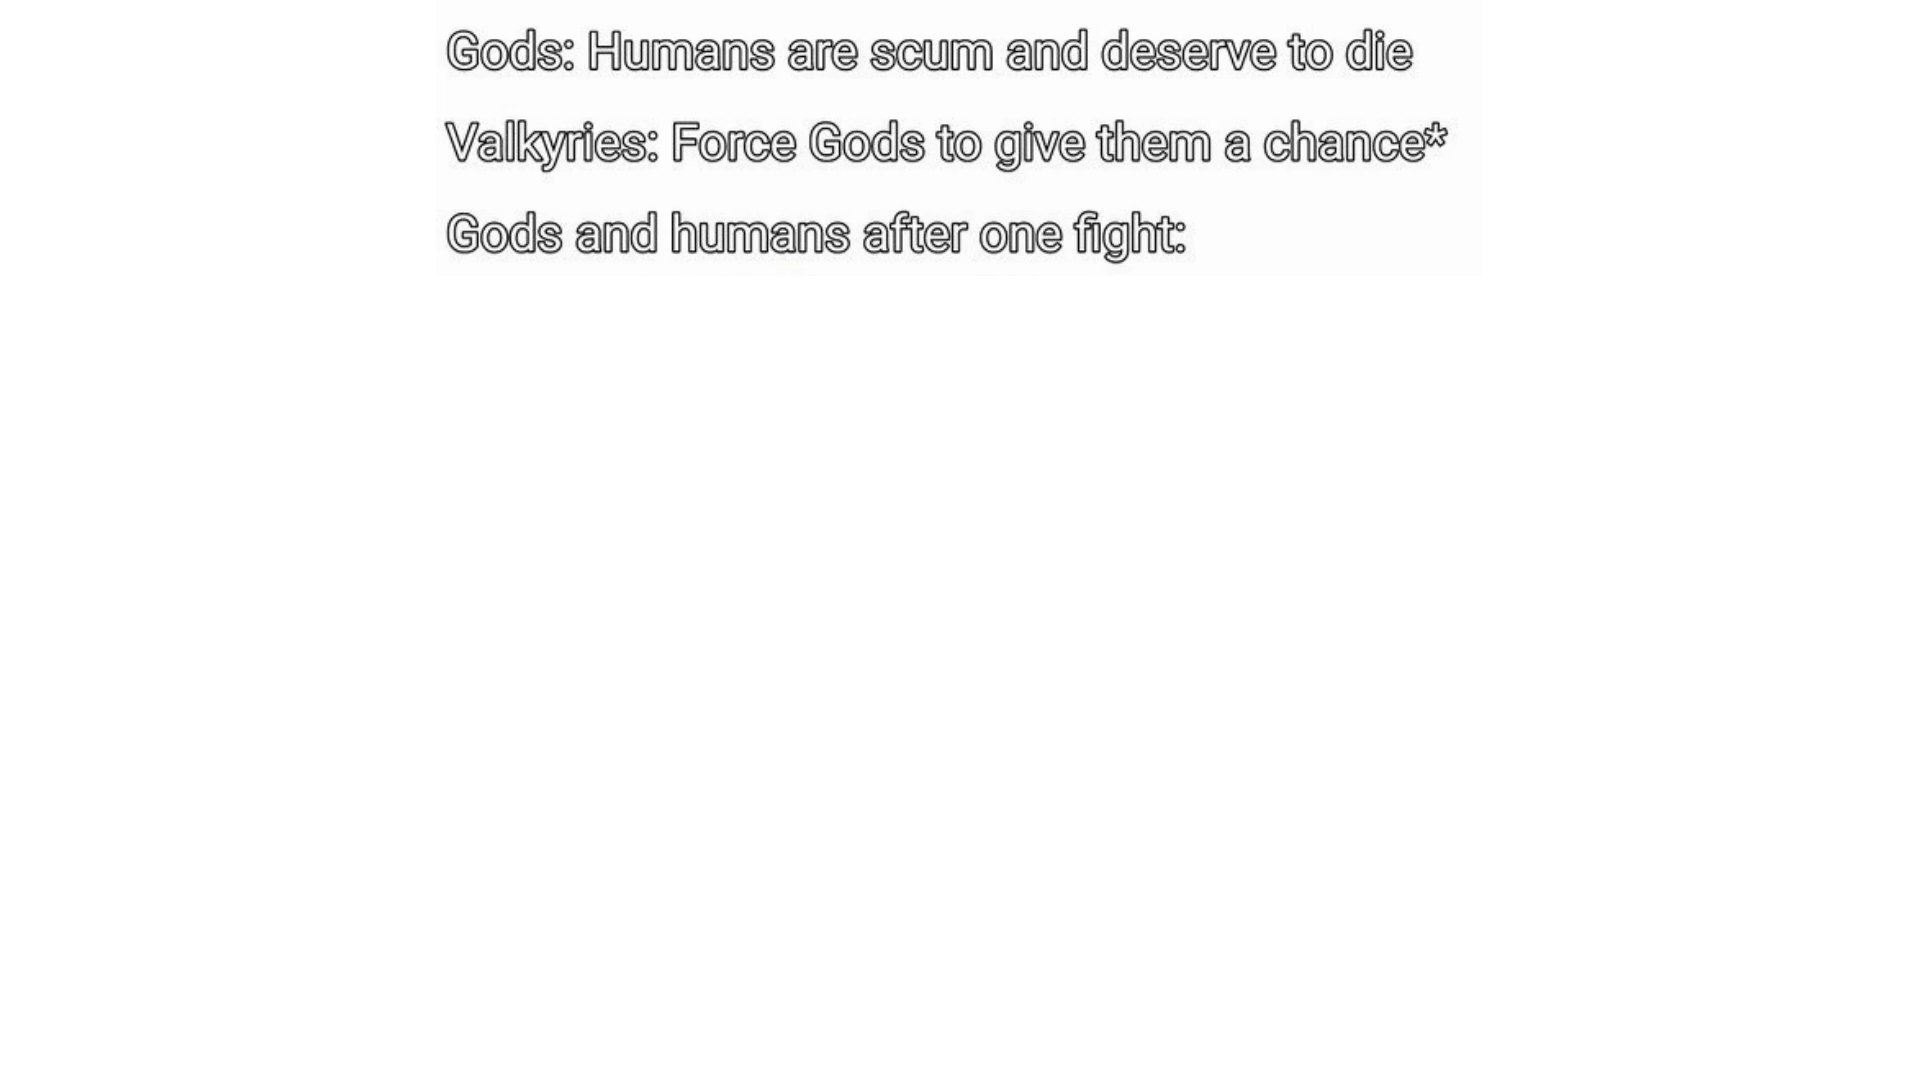 Gods: Humans are scum and deserve to die
Valkyries: Force Gods to give them a chance*
Gods and humans after one fight: